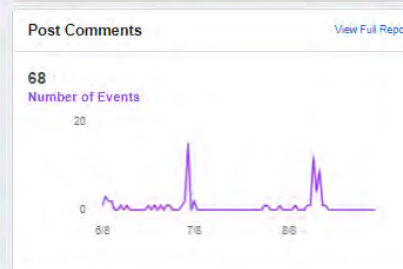 Post Comments
View Full Repo
68
Number of Events
20
0
6/8
7/8
8/8